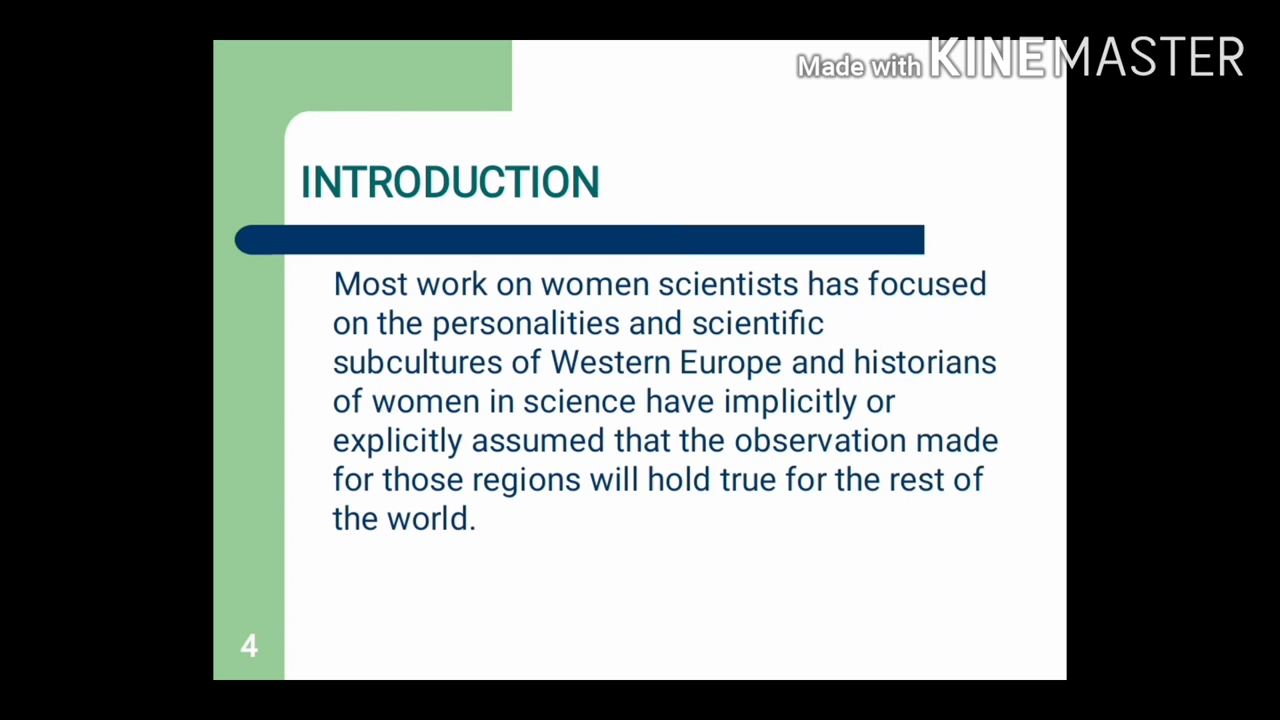 Made with KINEMASTER
INTRODUCTION
Most work on women scientists has focused
on the personalities and scientific
subcultures of Western Europe and historians
of women in science have implicitly or
explicitly assumed that the observation made
for those regions will hold true for the rest of
the world.
4